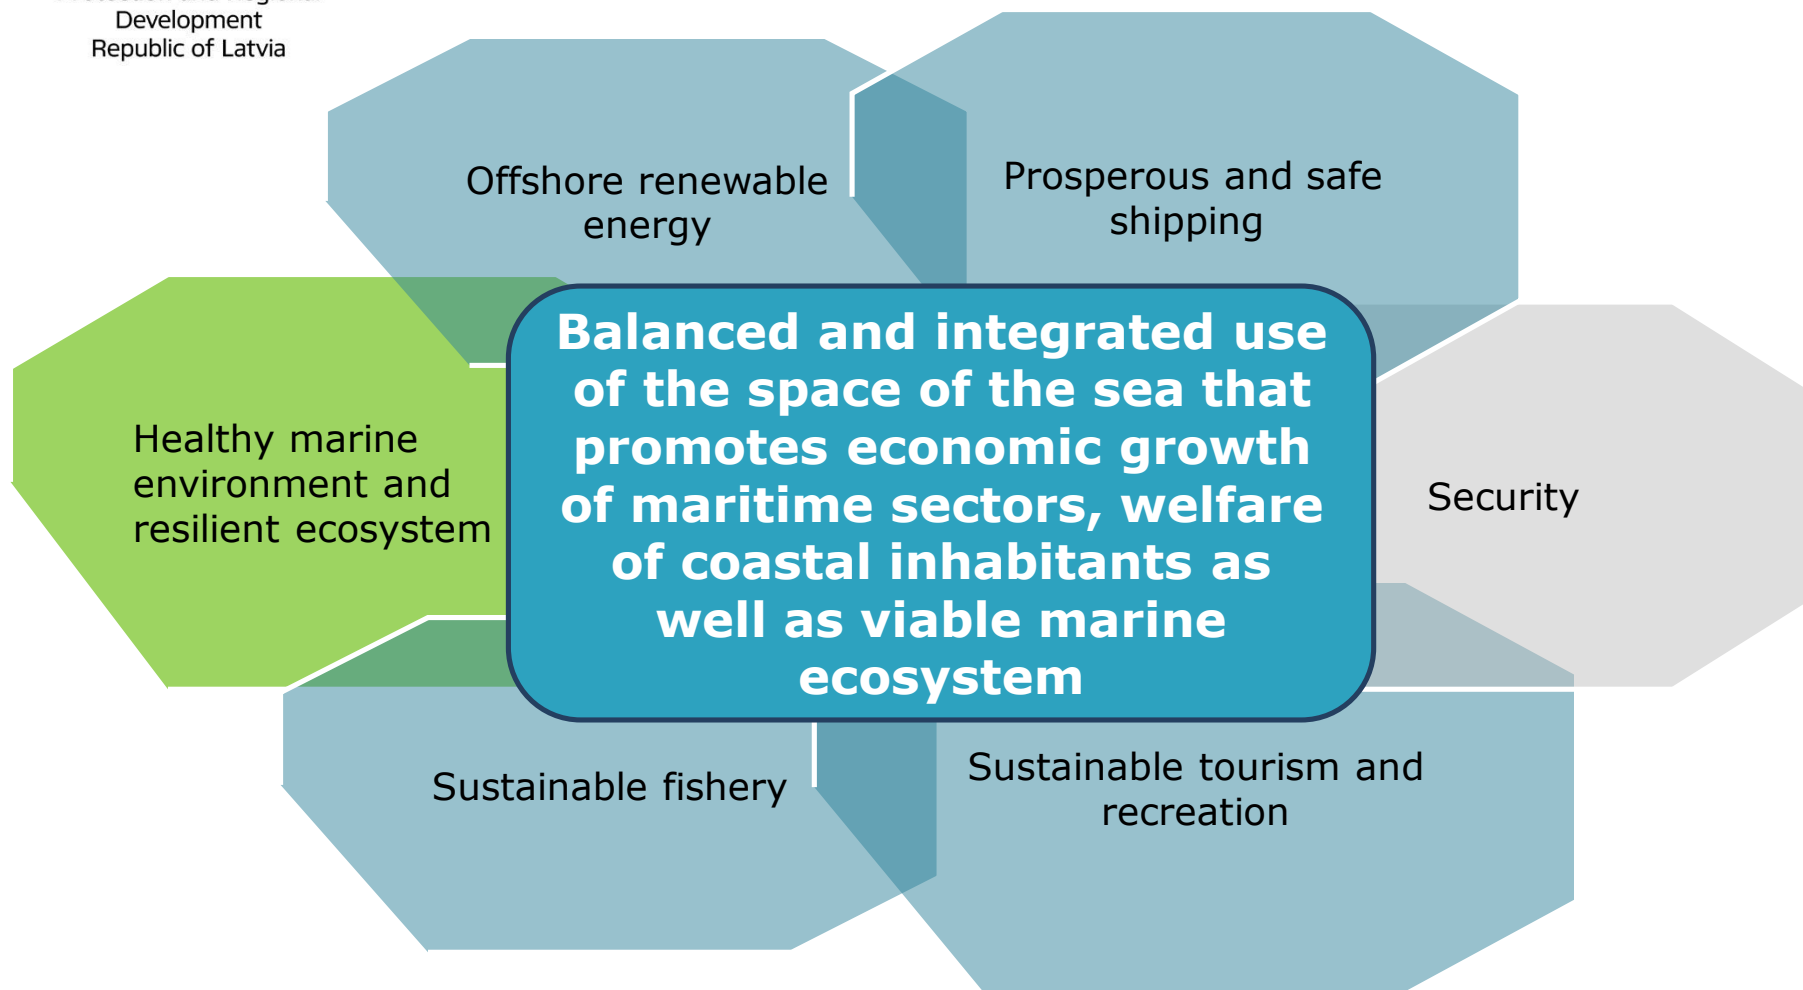 Development
Republic of Latvia
Offshore renewable
energy
Prosperous and safe
shipping
Healthy marine
environment and
resilient ecosystem
Balanced and integrated use
of the space of the sea that
promotes economic growth
of maritime sectors, welfare
of coastal inhabitants as
well as viable marine
ecosystem
Security
Sustainable fishery
Sustainable tourism and
recreation